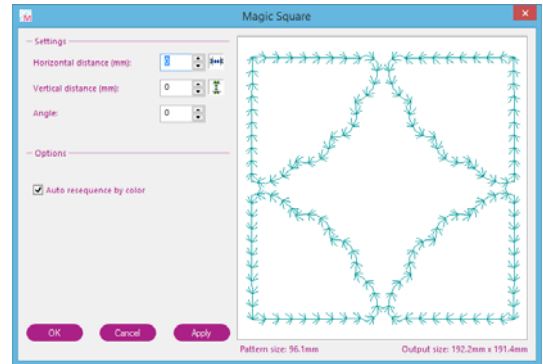 Magic Square
Settings
Horizontal distance (mm): 0
Vertical distance (mm): 0
Angle: 0
Options
Auto resequence by color
OK Cancel Apply
Pattern size: 96.1mm Output size: 192.2mm x 191.4mm